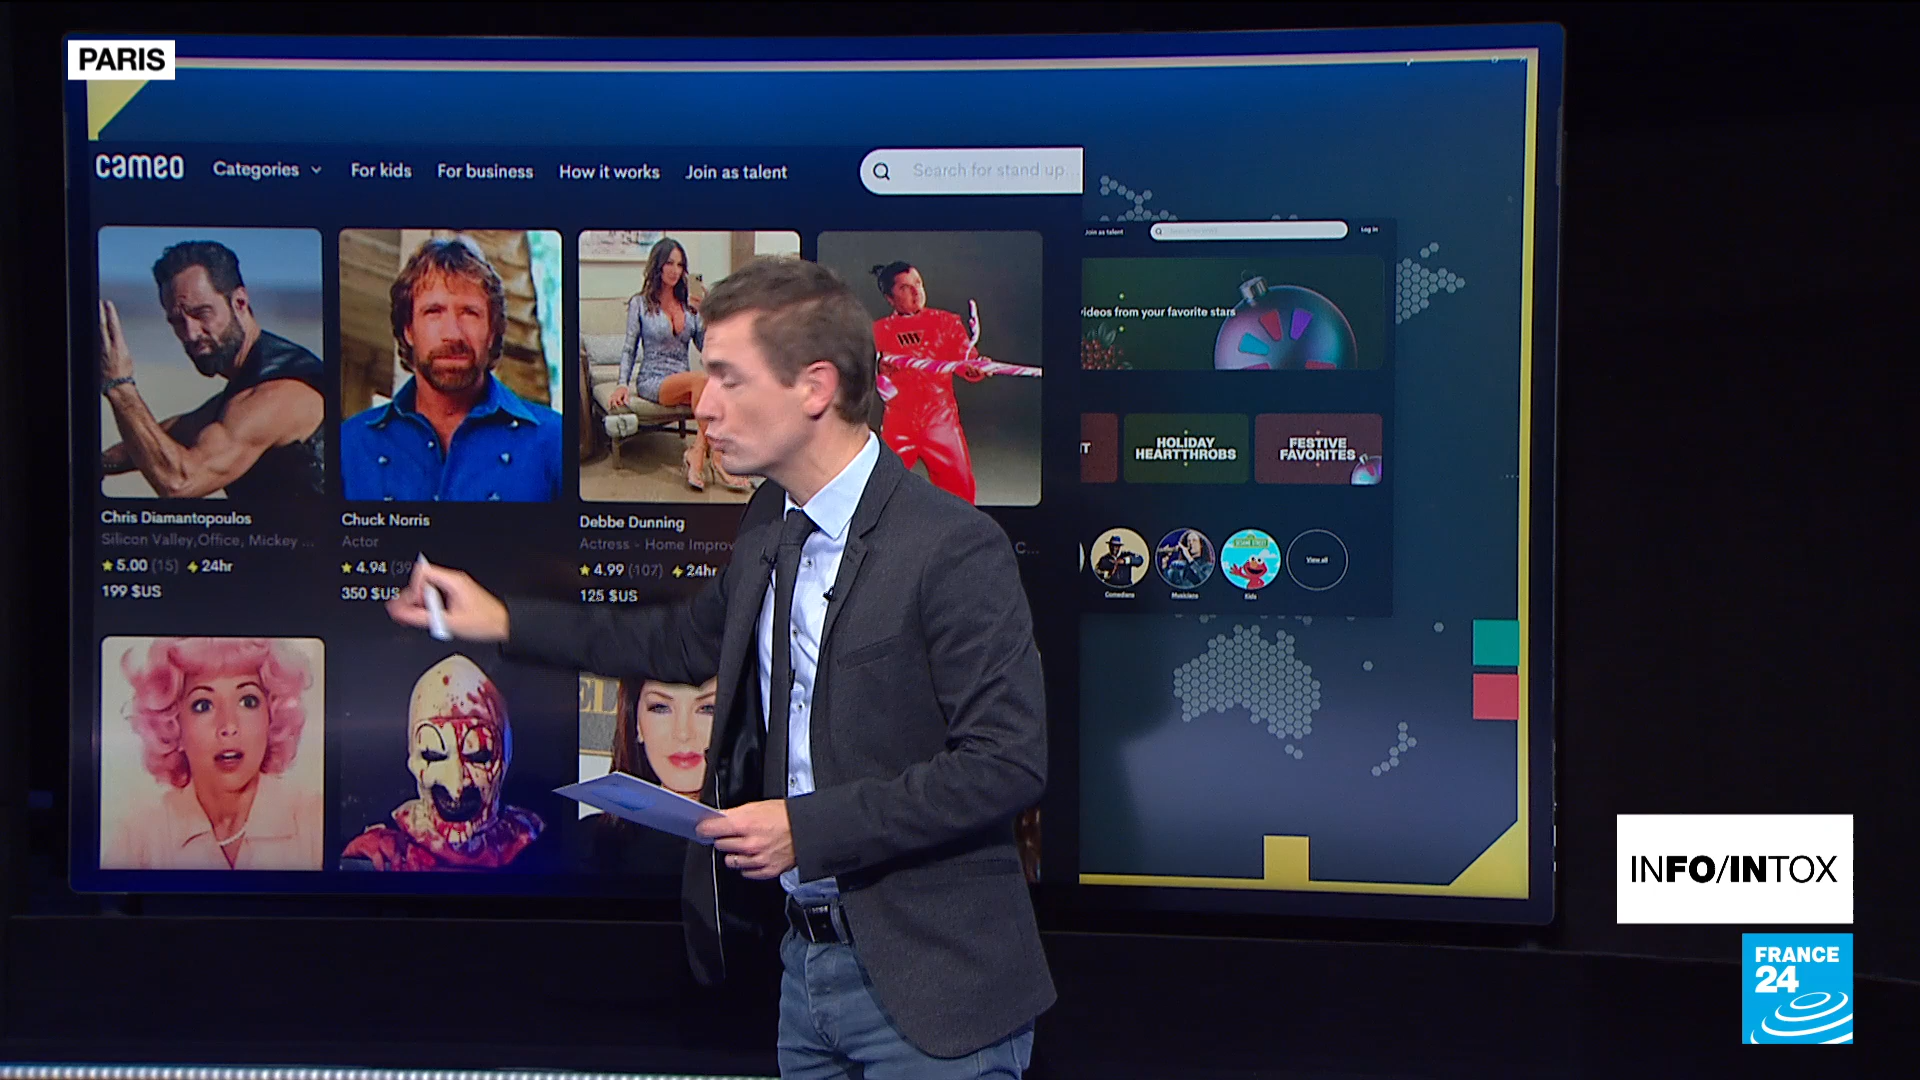 PARIS
cameo
Categories
For kids
For business
How it works
Join as talent
Search for stand up...
Join as talent
Log in
videos from your favorite stars
HOLIDAY
HEARTTHROBS
FESTIVE
FAVORITES
Comedians
Musicians
Kids
View all
Chris Diamantopoulos
Silicon Valley,Office, Mickey ...
5.00 (15) 24hr
199 $US
Chuck Norris
Actor
4.94
350 $US
Debbe Dunning
Actress - Home Improv
4.99 (107) 24hr
125 $US
C...
INFO/INTOX
FRANCE
24